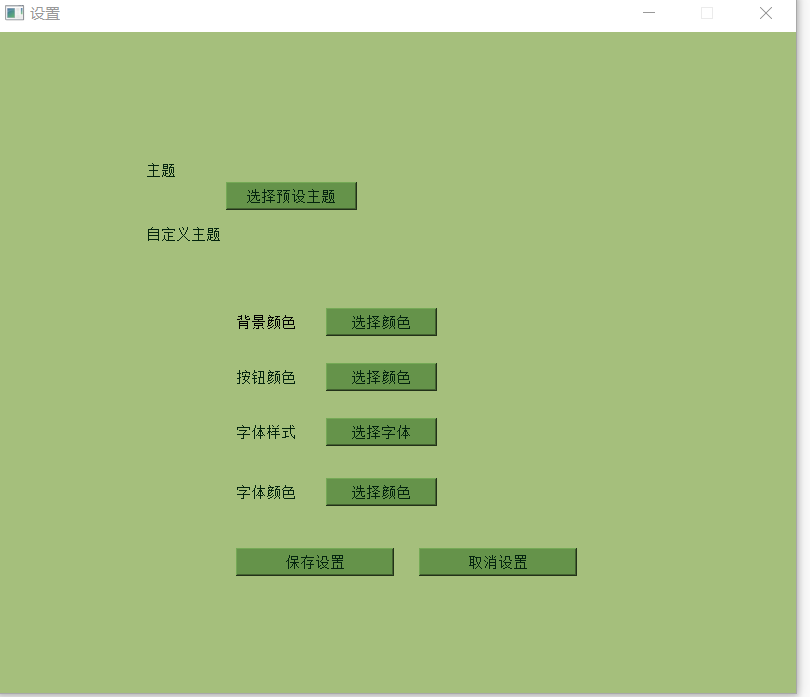 设置
主题
选择预设主题
自定义主题
背景颜色 选择颜色
按钮颜色 选择颜色
字体样式 选择字体
字体颜色 选择颜色
保存设置 取消设置